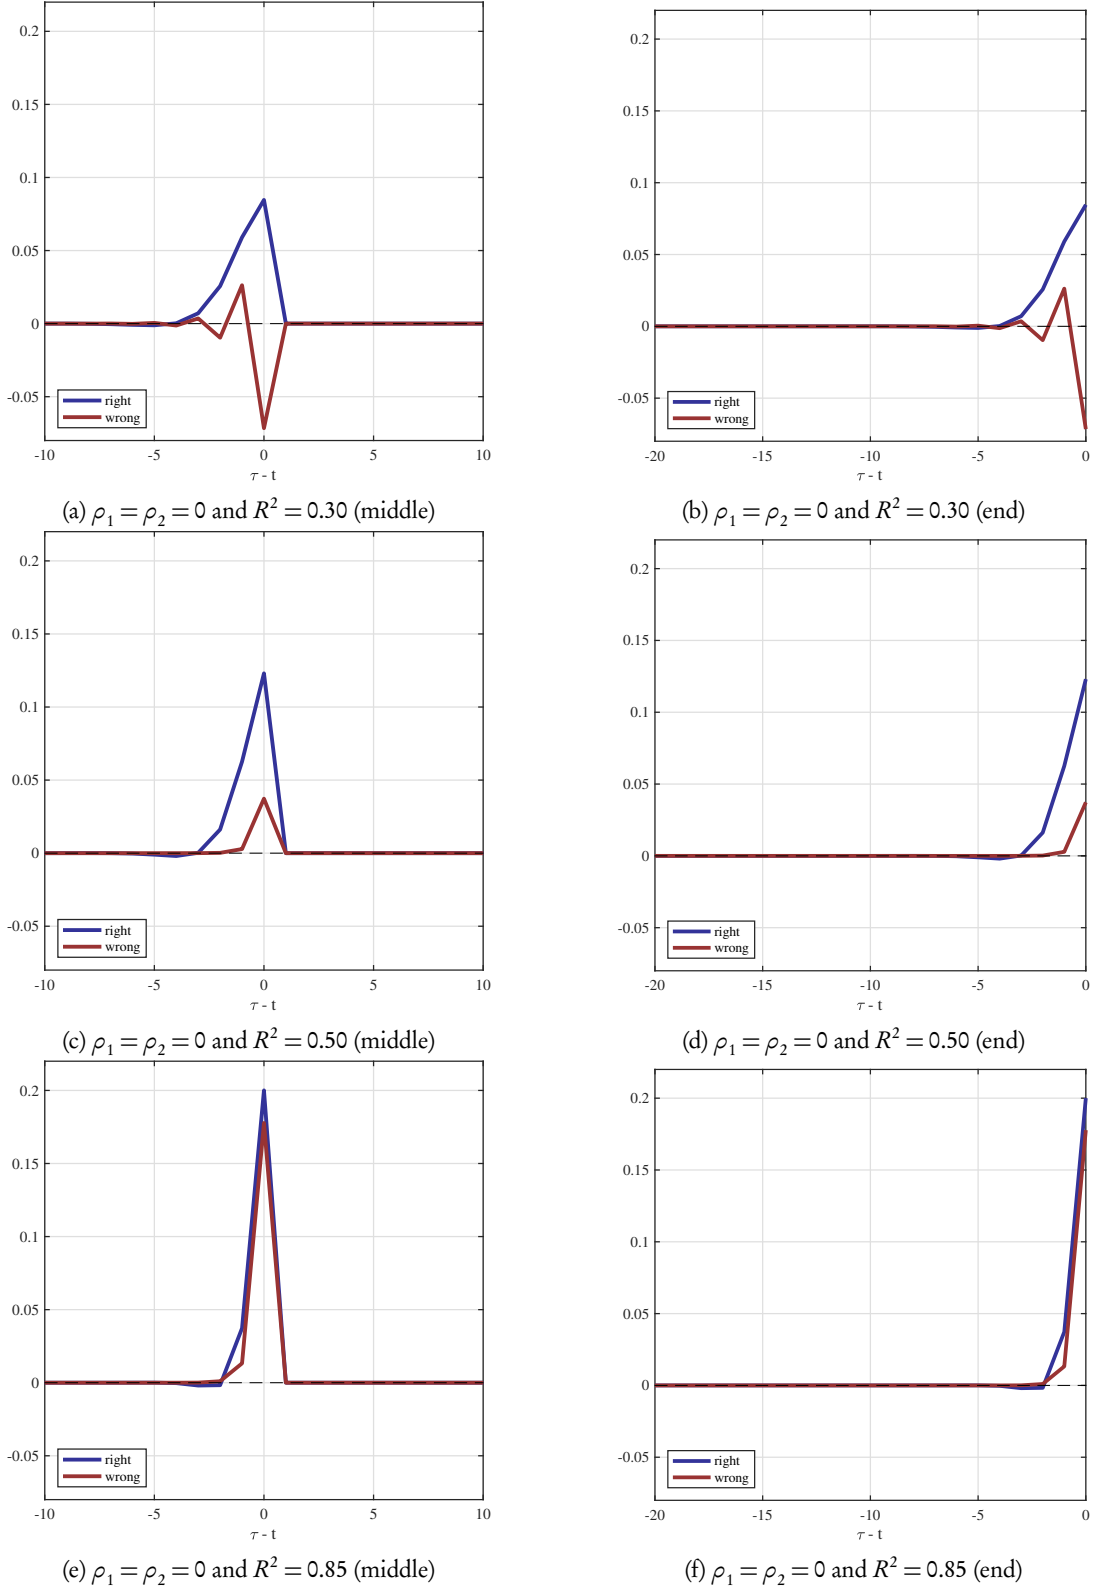 0.2
0.15
0.1
0.05
0
-0.05
right
wrong
-10 -5 0 5 10
τ - t
(a) ρ₁ = ρ₂ = 0 and R² = 0.30 (middle)
0.2
0.15
0.1
0.05
0
-0.05
right
wrong
-20 -15 -10 -5 0
τ - t
(b) ρ₁ = ρ₂ = 0 and R² = 0.30 (end)
0.2
0.15
0.1
0.05
0
-0.05
right
wrong
-10 -5 0 5 10
τ - t
(c) ρ₁ = ρ₂ = 0 and R² = 0.50 (middle)
0.2
0.15
0.1
0.05
0
-0.05
right
wrong
-20 -15 -10 -5 0
τ - t
(d) ρ₁ = ρ₂ = 0 and R² = 0.50 (end)
0.2
0.15
0.1
0.05
0
-0.05
right
wrong
-10 -5 0 5 10
τ - t
(e) ρ₁ = ρ₂ = 0 and R² = 0.85 (middle)
0.2
0.15
0.1
0.05
0
-0.05
right
wrong
-20 -15 -10 -5 0
τ - t
(f) ρ₁ = ρ₂ = 0 and R² = 0.85 (end)